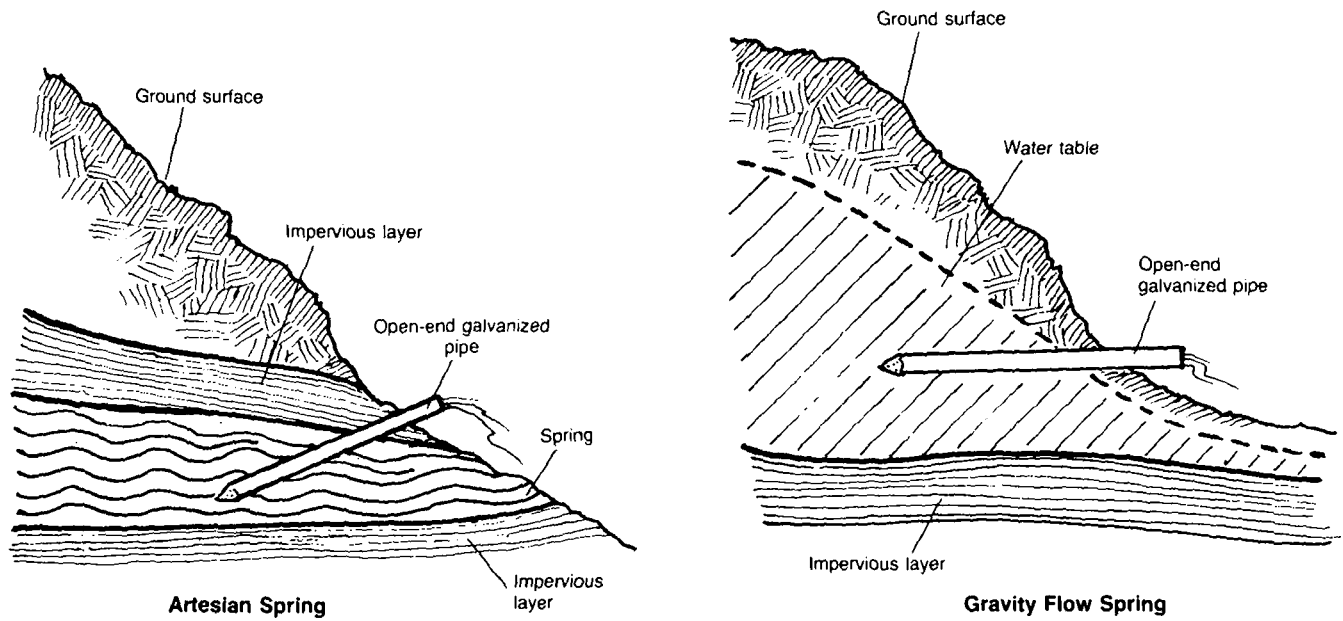 Ground surface
Impervious layer
Open-end galvanized
pipe
Spring
Impervious
layer
Artesian Spring
Ground surface
Water table
Open-end
galvanized pipe
Impervious layer
Gravity Flow Spring